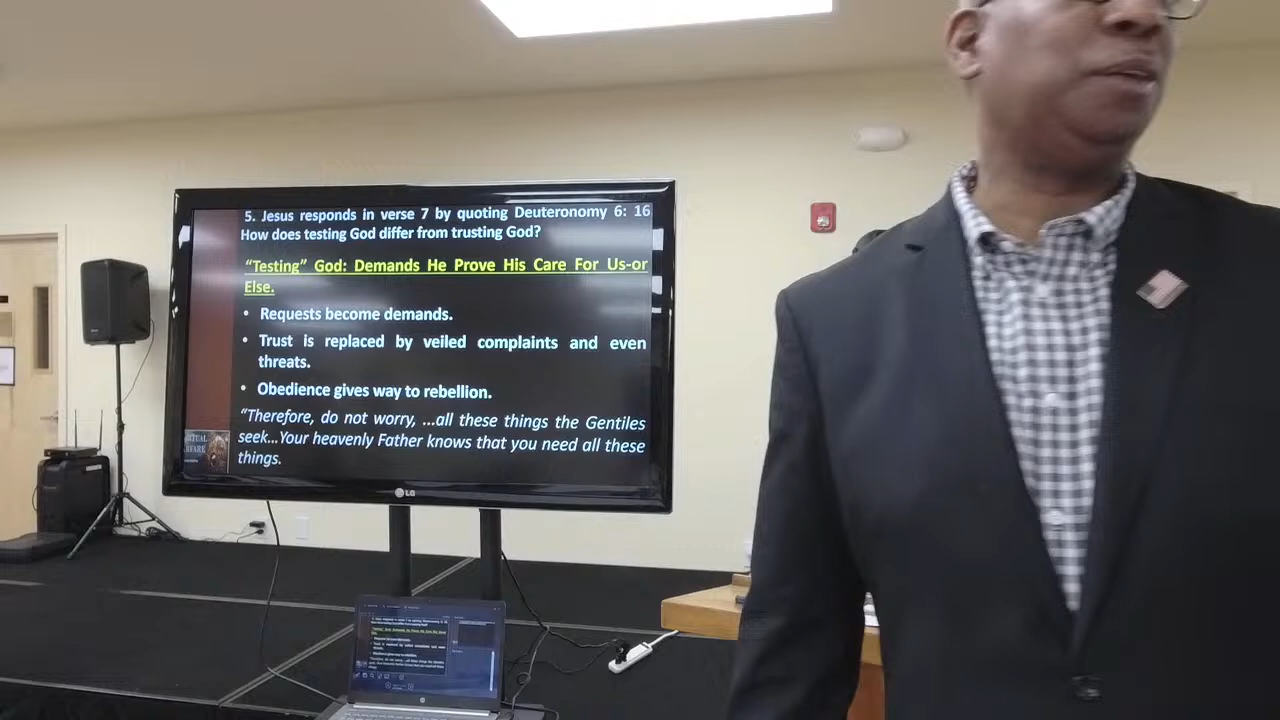 5. Jesus responds in verse 7 by quoting Deuteronomy 6: 16
How does testing God differ from trusting God?
"Testing" God: Demands He Prove His Care For Us-or
Else.
• Requests become demands.
• Trust is replaced by veiled complaints and even
threats.
• Obedience gives way to rebellion.
"Therefore, do not worry, ...all these things the Gentiles
seek...Your heavenly Father knows that you need all these
things.
LG